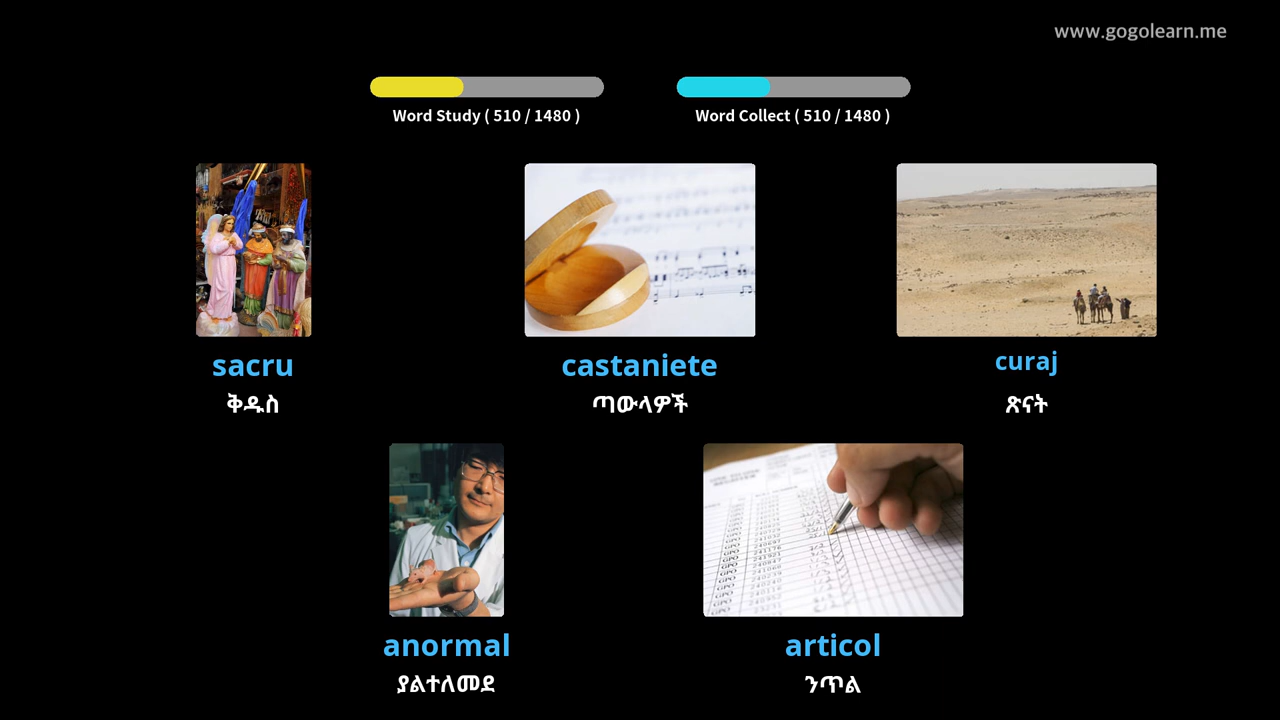 www.gogolearn.me
Word Study ( 510 / 1480 )
Word Collect ( 510 / 1480 )
sacru
ቅዱስ
castaniete
ጣውላዎች
curaj
ጽናት
anormal
ያልተለመደ
articol
ንጥል